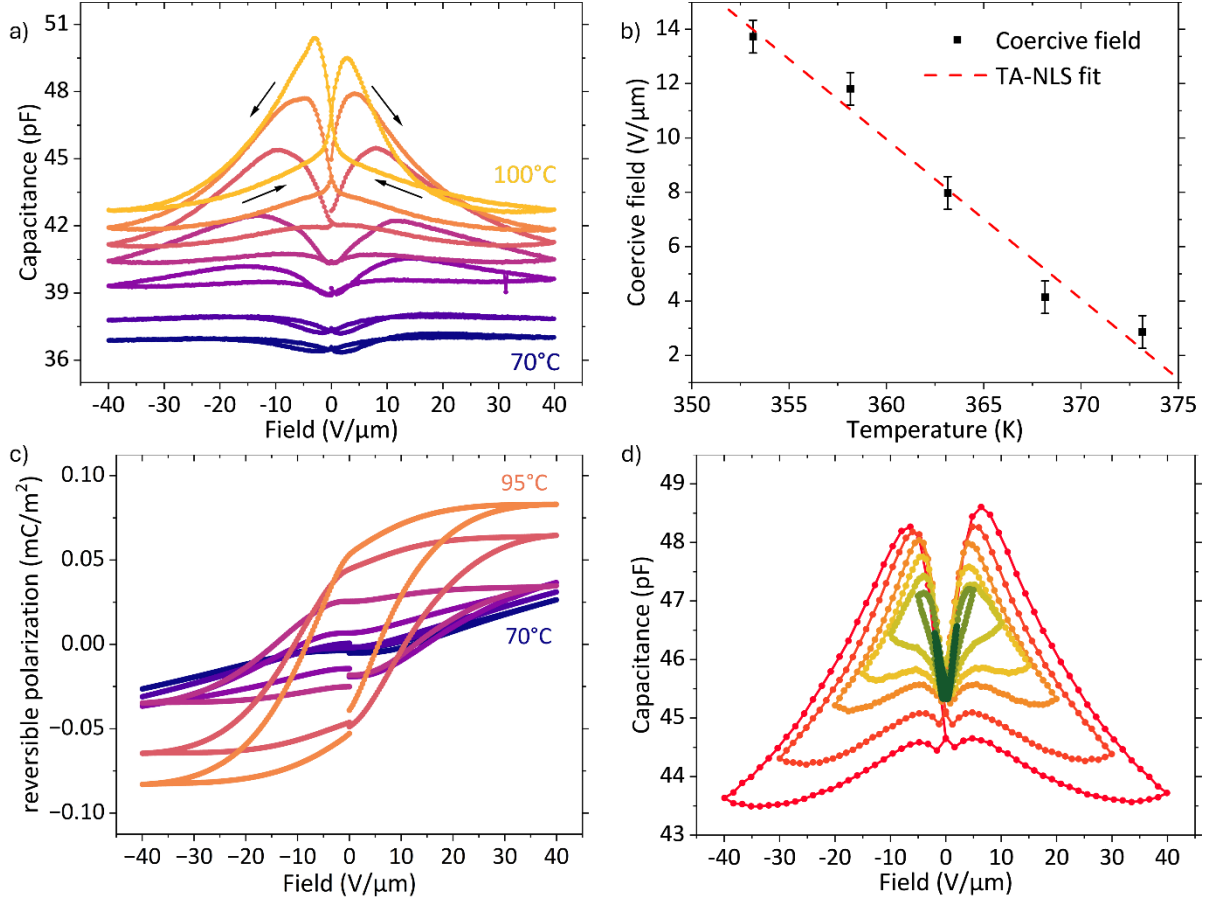 a)
51
48
45
42
39
36
Capacitance (pF)
100°C
70°C
-40 -30 -20 -10 0 10 20 30 40
Field (V/μm)
b)
14
12
10
8
6
4
2
Coercive field (V/μm)
Coercive field
TA-NLS fit
350 355 360 365 370 375
Temperature (K)
c)
0.10
0.05
0.00
−0.05
−0.10
reversible polarization (mC/m²)
95°C
70°C
−40 −30 −20 −10 0 10 20 30 40
Field (V/μm)
d)
49
48
47
46
45
44
43
Capacitance (pF)
-40 -30 -20 -10 0 10 20 30 40
Field (V/μm)